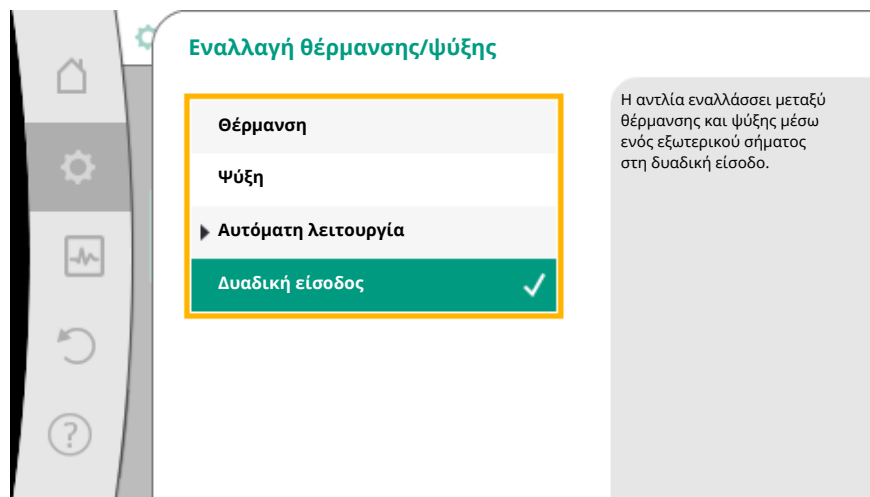 Εναλλαγή θέρμανσης/ψύξης
Θέρμανση
Ψύξη
Αυτόματη λειτουργία
Δυαδική είσοδος
Η αντλία εναλλάσσει μεταξύ
θέρμανσης και ψύξης μέσω
ενός εξωτερικού σήματος
στη δυαδική είσοδο.
?